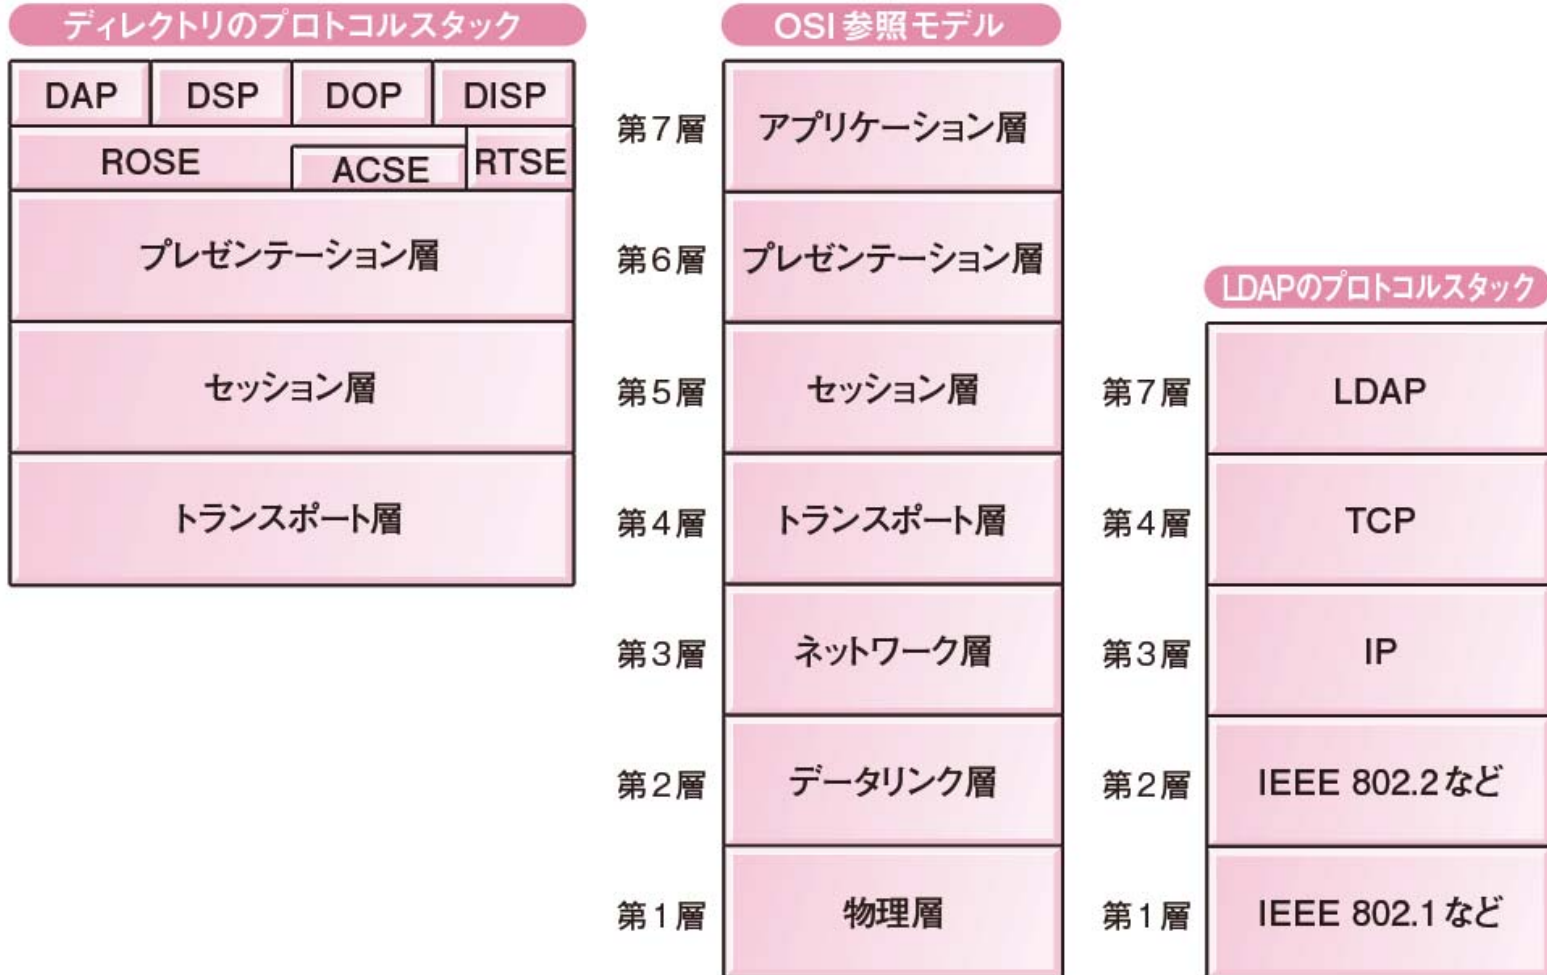 ディレクトリのプロトコルスタック
DAP
DSP
DOP
DISP
ROSE
ACSE
RTSE
プレゼンテーション層
セッション層
トランスポート層
OSI 参照モデル
第7層
アプリケーション層
第6層
プレゼンテーション層
第5層
セッション層
第4層
トランスポート層
第3層
ネットワーク層
第2層
データリンク層
第1層
物理層
LDAPのプロトコルスタック
第7層
LDAP
第4層
TCP
第3層
IP
第2層
IEEE 802.2など
第1層
IEEE 802.1など